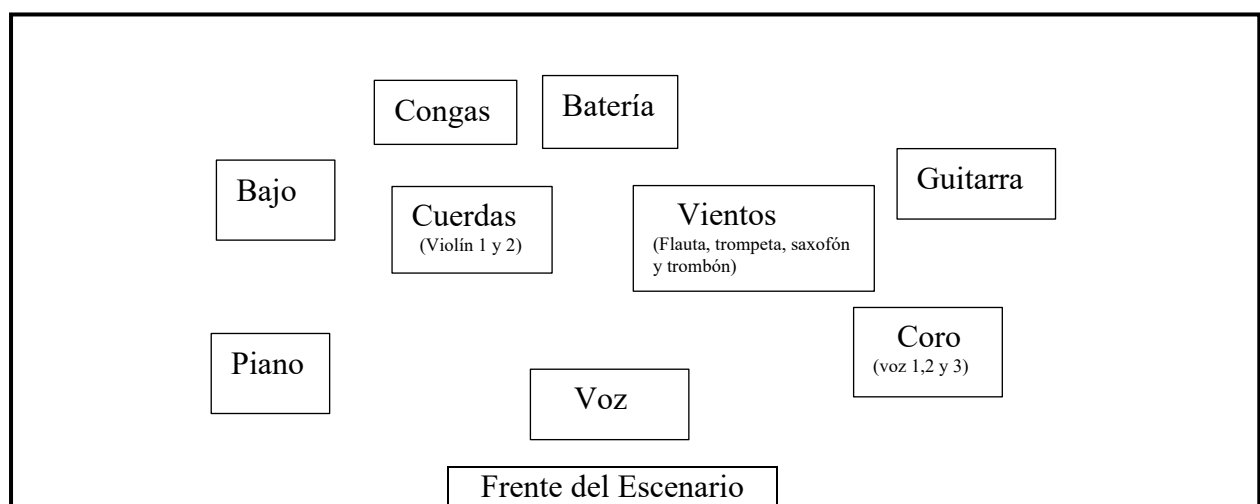 Congas
Batería
Bajo
Guitarra
Cuerdas
(Violín 1 y 2)
Vientos
(Flauta, trompeta, saxofón
y trombón)
Piano
Coro
(voz 1,2 y 3)
Voz
Frente del Escenario